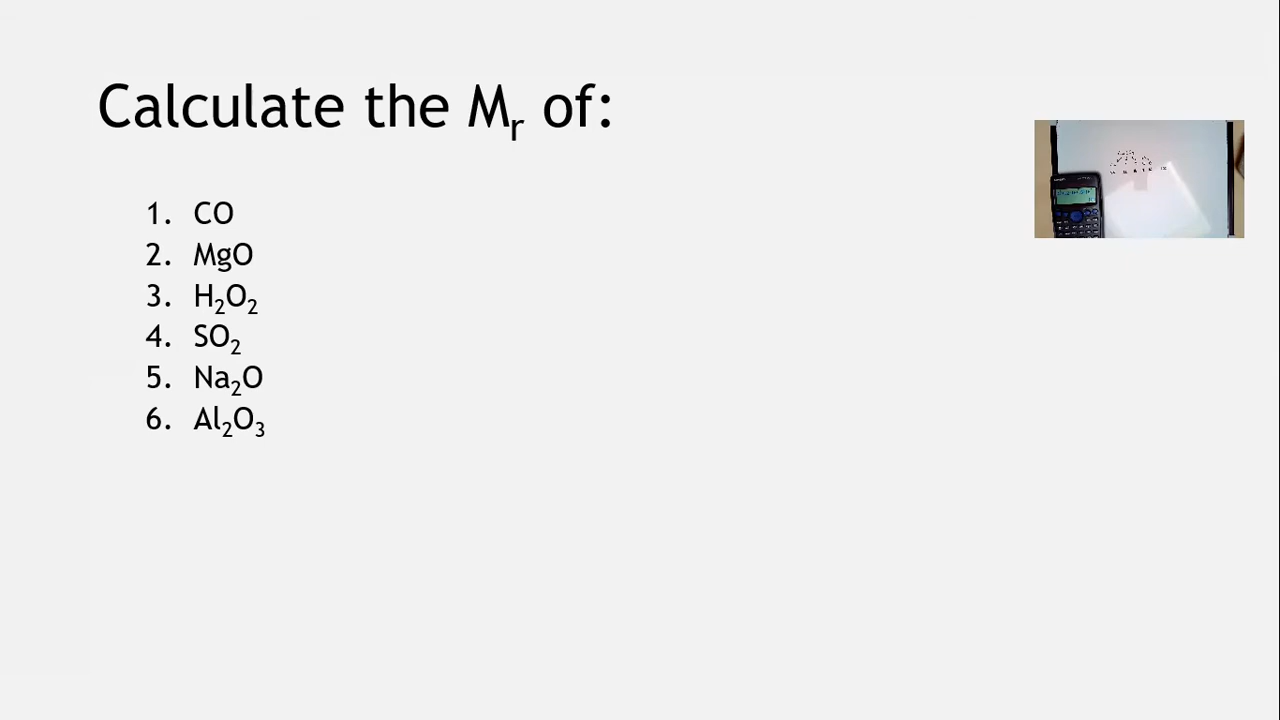 Calculate the Mr of:
1. CO
2. MgO
3. H2O2
4. SO2
5. Na2O
6. Al2O3